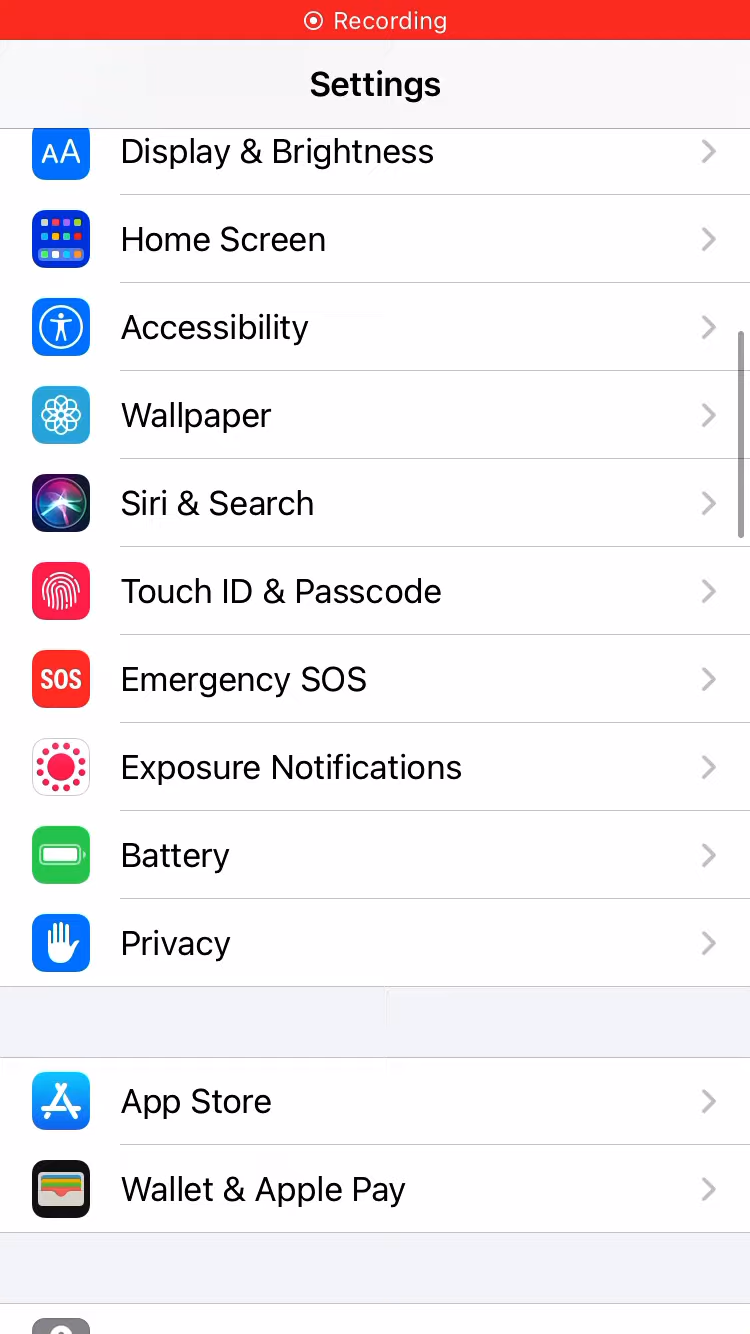 Recording
Settings
AA Display & Brightness
Home Screen
Accessibility
Wallpaper
Siri & Search
Touch ID & Passcode
SOS Emergency SOS
Exposure Notifications
Battery
Privacy
App Store
Wallet & Apple Pay